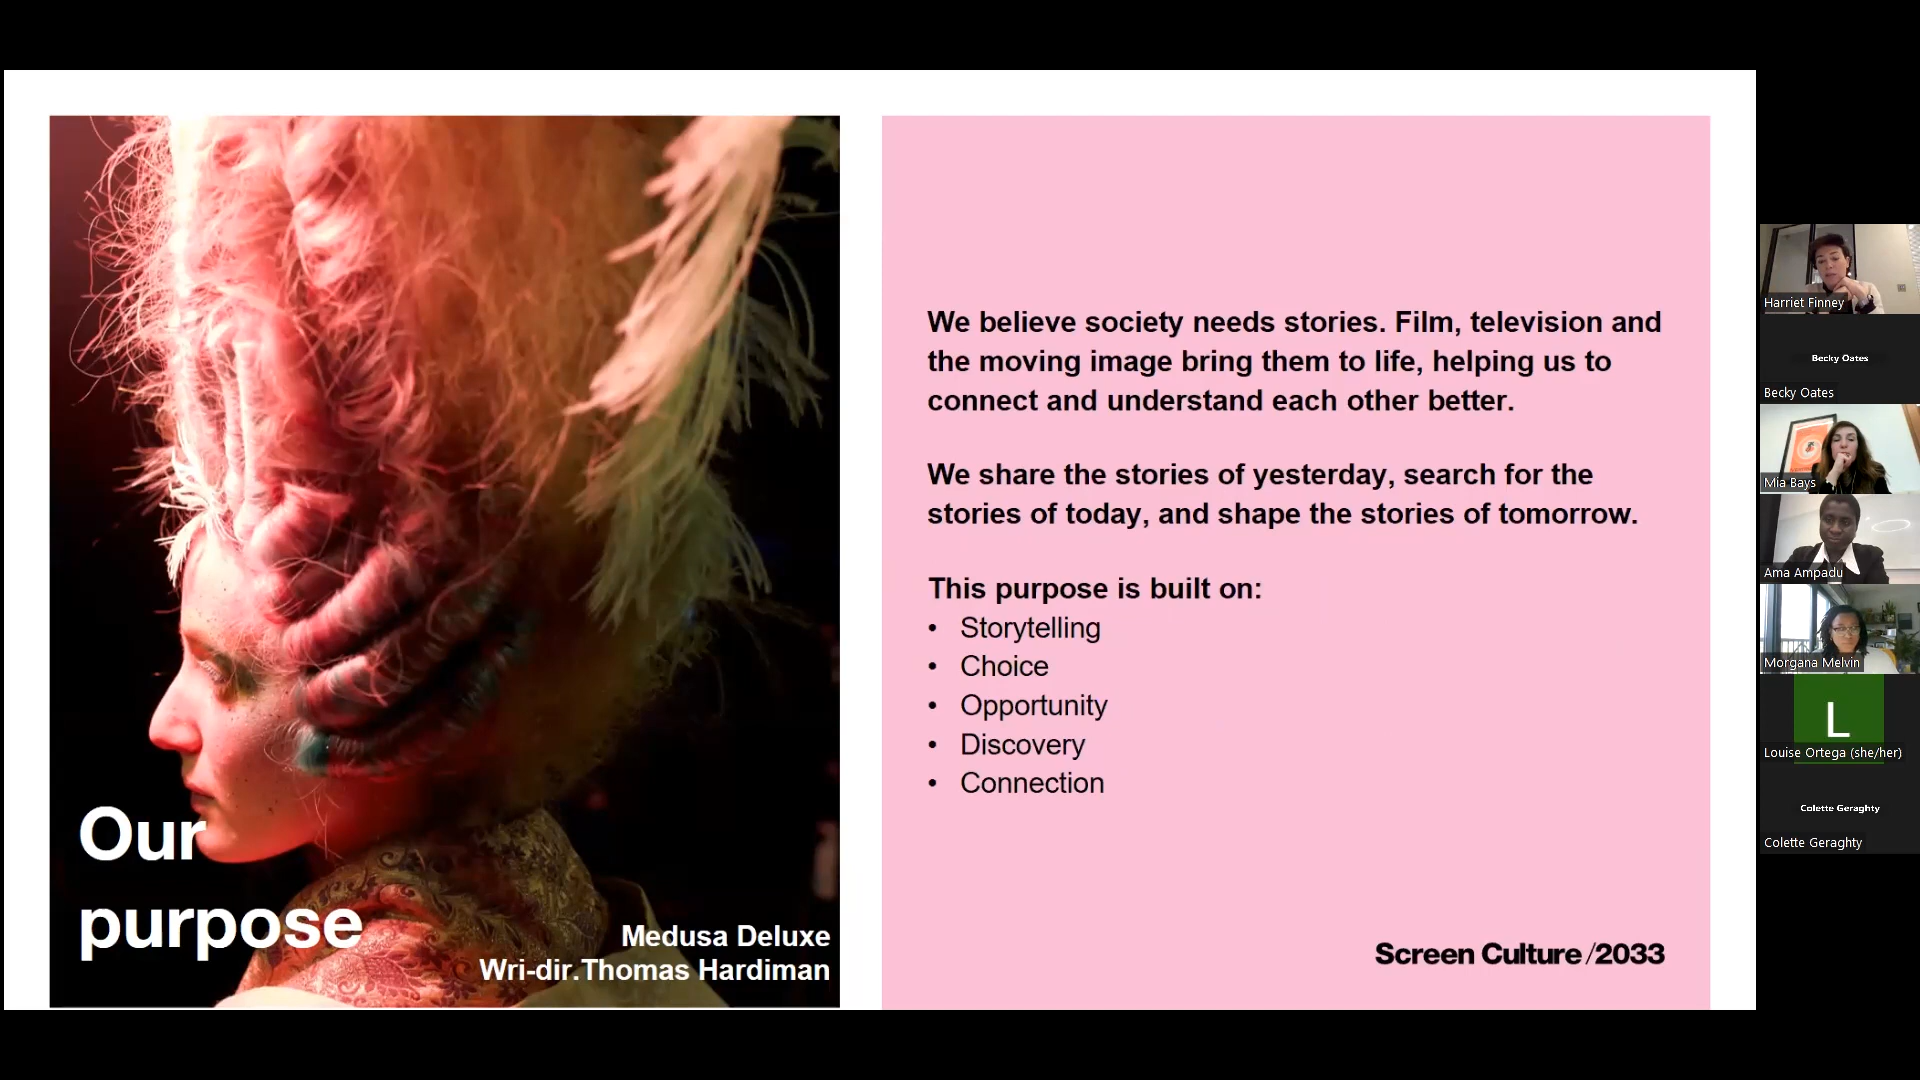 Our
purpose
Medusa Deluxe
Wri-dir.Thomas Hardiman
We believe society needs stories. Film, television and
the moving image bring them to life, helping us to
connect and understand each other better.
We share the stories of yesterday, search for the
stories of today, and shape the stories of tomorrow.
This purpose is built on:
• Storytelling
• Choice
• Opportunity
• Discovery
• Connection
Screen Culture/2033
Harriet Finney
Becky Oates
Becky Oates
Mia Bays
Ama Ampadu
Morgana Melvin
L
Louise Ortega (she/her)
Colette Geraghty
Colette Geraghty